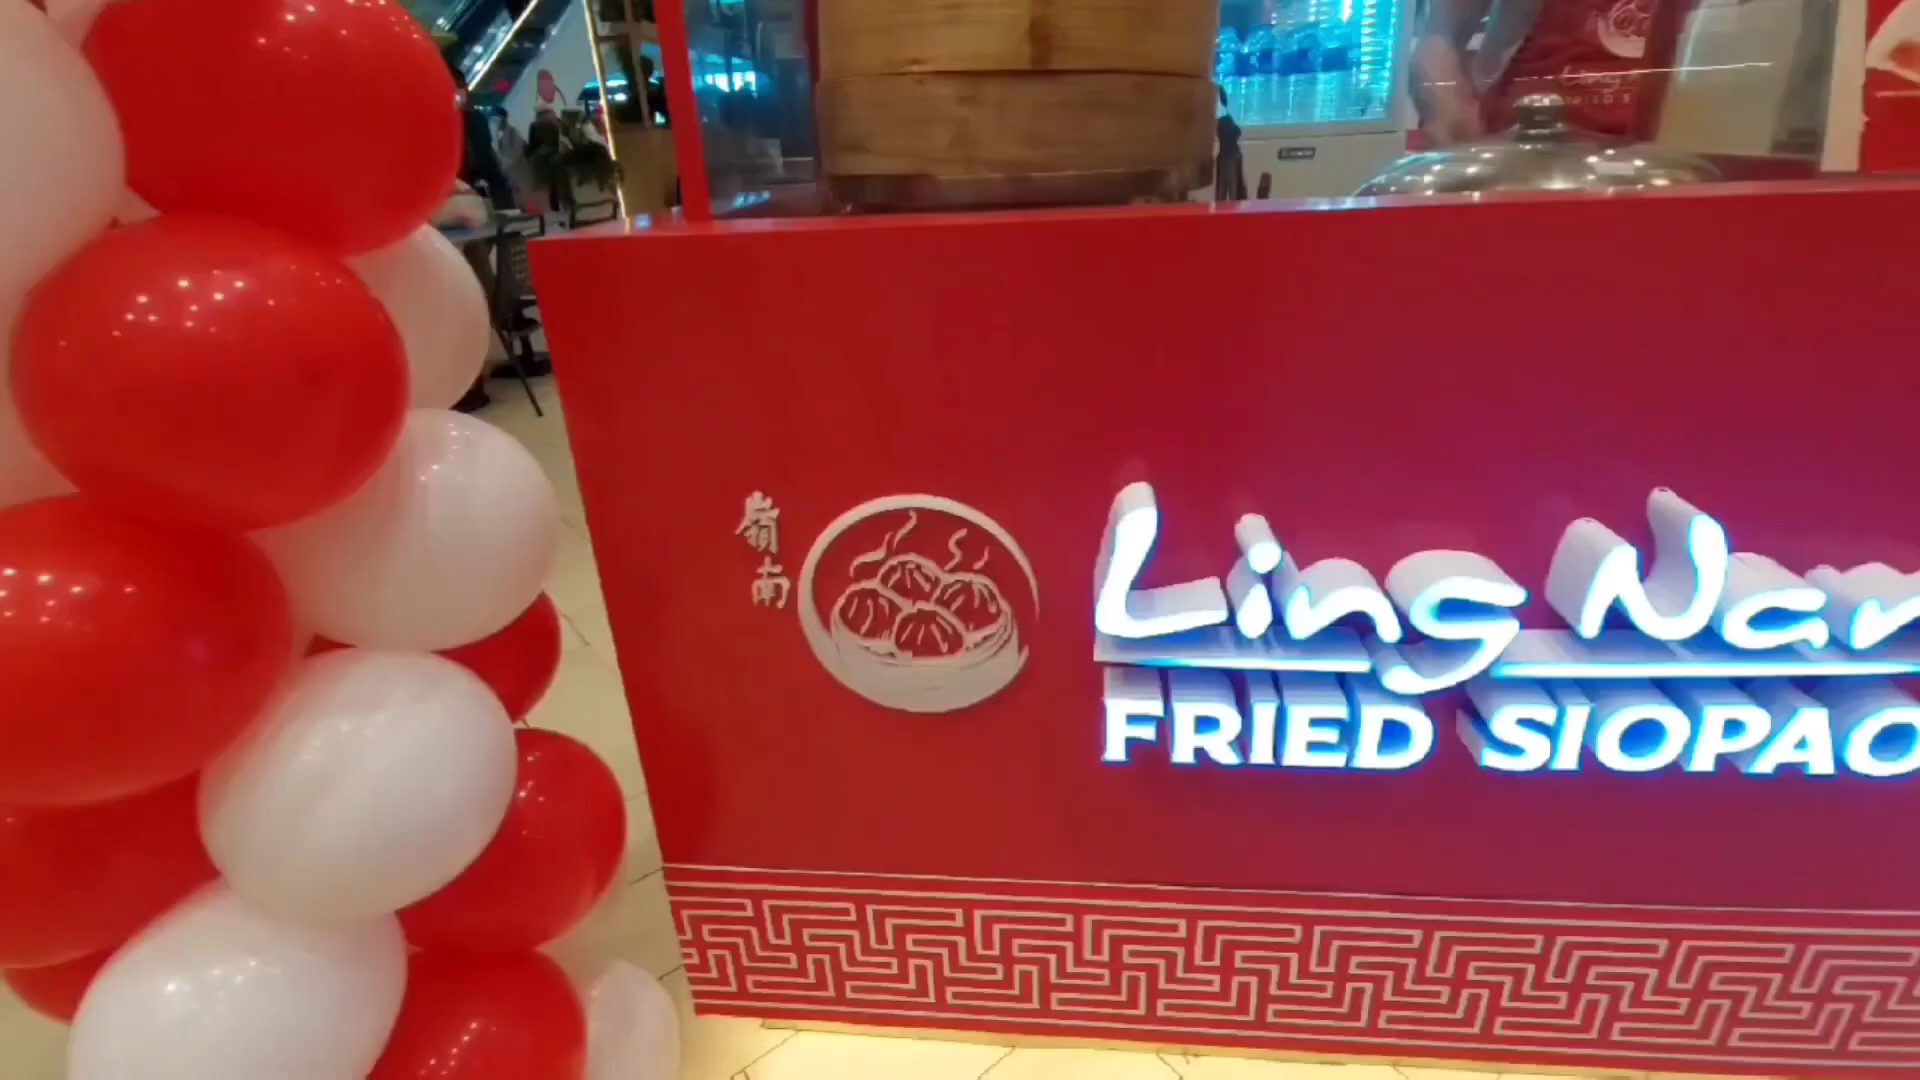 嶺南
Ling Nan
FRIED SIOPAO